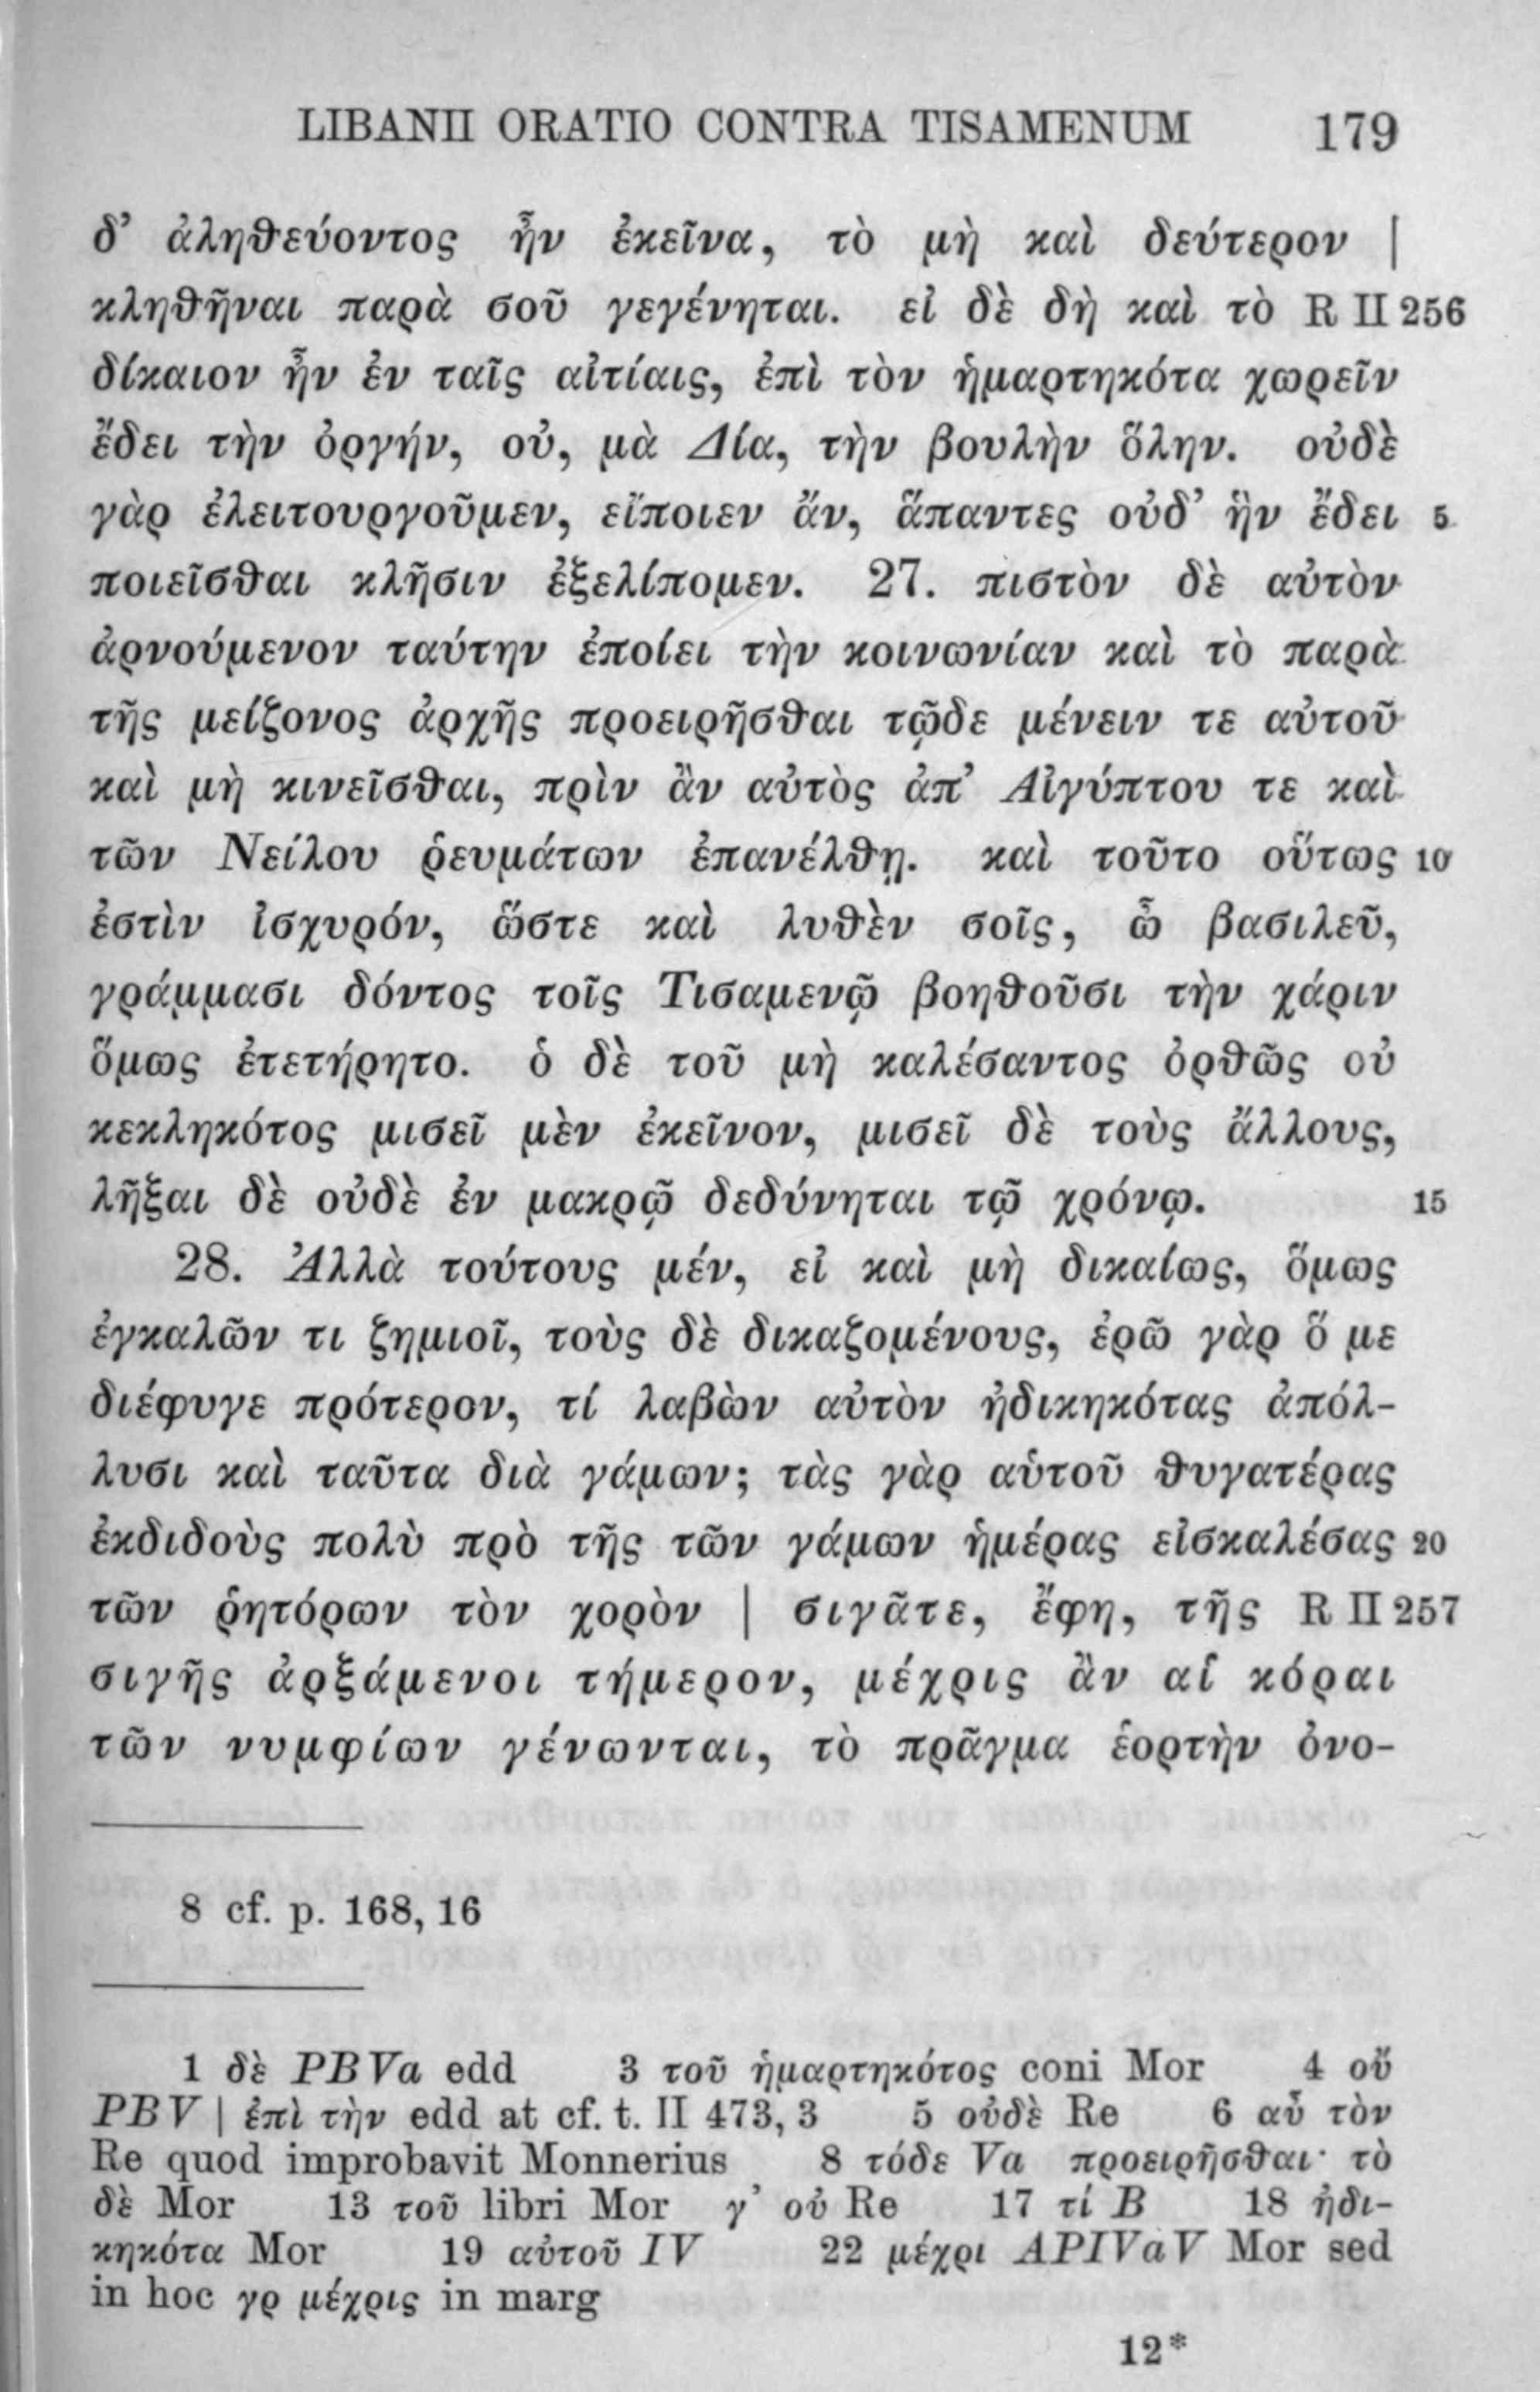 LIBANII ORATIO CONTRA TISAMENUM 179
δ’ ἀληθεύοντος ἦν ἐκεῖνα, τὸ μὴ καὶ δεύτερον |
κληθῆναι παρὰ σοῦ γεγένηται. εἰ δὲ δὴ καὶ τὸ R II 256
δίκαιον ἦν ἐν ταῖς αἰτίαις, ἐπὶ τὸν ἡμαρτηκότα χωρεῖν
ἔδει τὴν ὀργήν, οὐ, μὰ Δία, τὴν βουλὴν ὅλην. οὐδὲ
γὰρ ἐλειτουργοῦμεν, εἴποιεν ἄν, ἅπαντες οὐδ’ ἣν ἔδει 5
ποιεῖσθαι κλῆσιν ἐξελίπομεν. 27. πιστὸν δὲ αὐτὸν
ἀρνούμενον ταύτην ἐποίει τὴν κοινωνίαν καὶ τὸ παρὰ
τῆς μείζονος ἀρχῆς προειρῆσθαι τῷδε μένειν τε αὐτοῦ
καὶ μὴ κινεῖσθαι, πρὶν ἂν αὐτὸς ἀπ’ Αἰγύπτου τε καὶ
τῶν Νείλου ῥευμάτων ἐπανέλθῃ. καὶ τοῦτο οὕτως 10
ἐστὶν ἰσχυρόν, ὥστε καὶ λυθὲν σοῖς, ὦ βασιλεῦ,
γράμμασι δόντος τοῖς Τισαμενῷ βοηθοῦσι τὴν χάριν
ὅμως ἐτετήρητο. ὁ δὲ τοῦ μὴ καλέσαντος ὀρθῶς οὐ
κεκληκότος μισεῖ μὲν ἐκεῖνον, μισεῖ δὲ τοὺς ἄλλους,
λῆξαι δὲ οὐδὲ ἐν μακρῷ δεδύνηται τῷ χρόνῳ. 15
28. Ἀλλὰ τούτους μέν, εἰ καὶ μὴ δικαίως, ὅμως
ἐγκαλῶν τι ζημιοῖ, τοὺς δὲ δικαζομένους, ἐρῶ γὰρ ὅ με
διέφυγε πρότερον, τί λαβὼν αὐτὸν ἠδικηκότας ἀπόλ-
λυσι καὶ ταῦτα διὰ γάμων; τὰς γὰρ αὑτοῦ θυγατέρας
ἐκδιδοὺς πολὺ πρὸ τῆς τῶν γάμων ἡμέρας εἰσκαλέσας 20
τῶν ῥητόρων τὸν χορὸν | σιγᾶτε, ἔφη, τῆς R II 257
σιγῆς ἀρξάμενοι τήμερον, μέχρις ἂν αἱ κόραι
τῶν νυμφίων γένωνται, τὸ πρᾶγμα ἑορτὴν ὀνο-
8 cf. p. 168, 16
1 δὲ PBVa edd 3 τοῦ ἡμαρτηκότος coni Mor 4 οὔ
PBV | ἐπὶ τὴν edd at cf. t. II 473, 3 5 οὐδὲ Re 6 αὖ τὸν
Re quod improbavit Monnerius 8 τόδε Va προειρῆσθαι· τὸ
δὲ Mor 13 τοῦ libri Mor γ’ οὐ Re 17 τί B 18 ἠδι-
κηκότα Mor 19 αὐτοῦ IV 22 μέχρι APIVaV Mor sed
in hoc γρ μέχρις in marg
12*